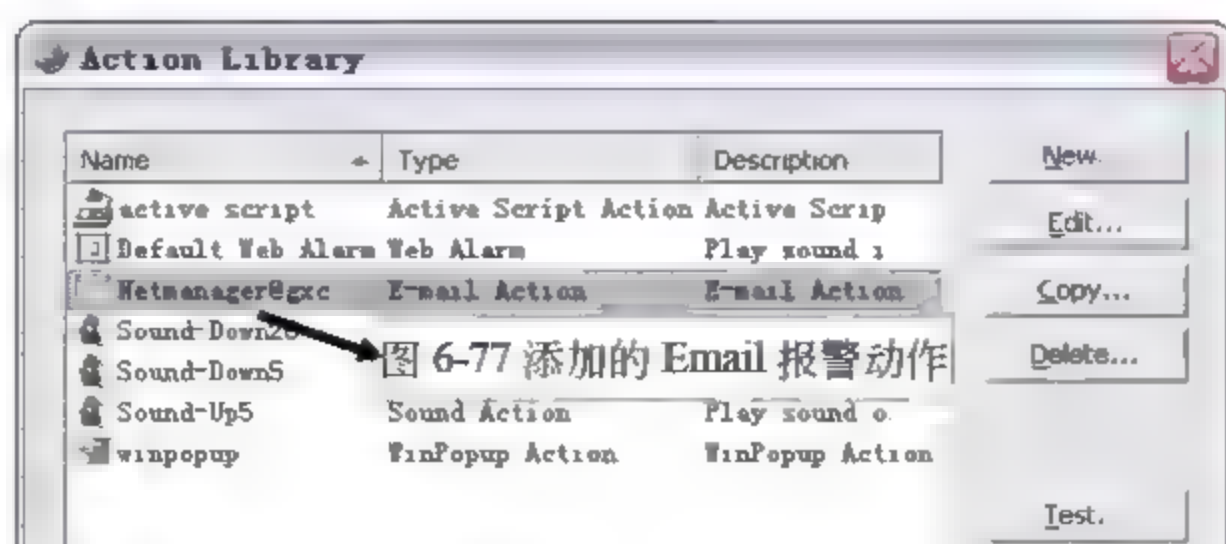 Action Library
Name Type Description
New.
active script Active Script Action Active Scrip
Edit...
Default Web Alarm Web Alarm Play sound
Netmanager@gxc E-mail Action E-mail Action
Copy...
Sound-Down20
图 6-77 添加的 Email 报警动作
Delete...
Sound-Down5
Sound-Up5 Sound Action Play sound o
winpopup WinPopup Action WinPopup Action
Test.